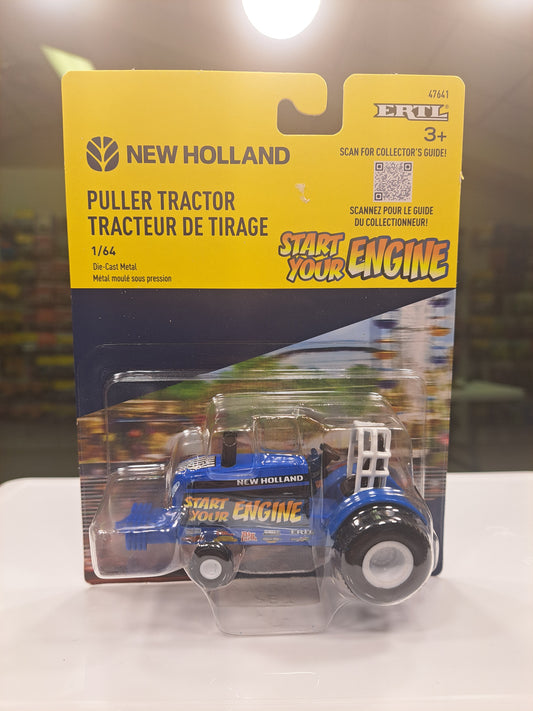 47641
ERTL
3+
NEW HOLLAND
SCAN FOR COLLECTOR'S GUIDE!
PULLER TRACTOR
TRACTEUR DE TIRAGE
1/64
Die-Cast Metal
Métal moulé sous pression
SCANNEZ POUR LE GUIDE
DU COLLECTIONNEUR!
START
YOUR ENGINE
NEW HOLLAND
START
YOUR ENGINE
ERTL